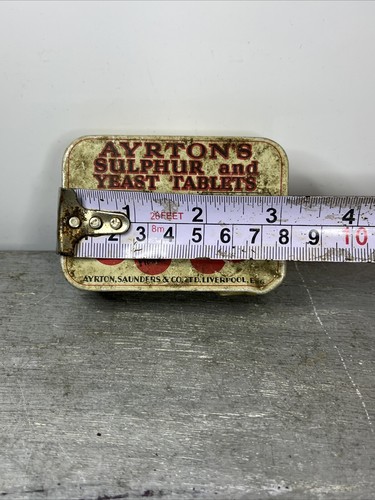 AYRTON'S
SULPHUR and
YEAST TABLETS
1 26FEET 2 3 4
2 3 8m 4 5 6 7 8 9 10
AYRTON, SAUNDERS & CO. LTD. LIVERPOOL,